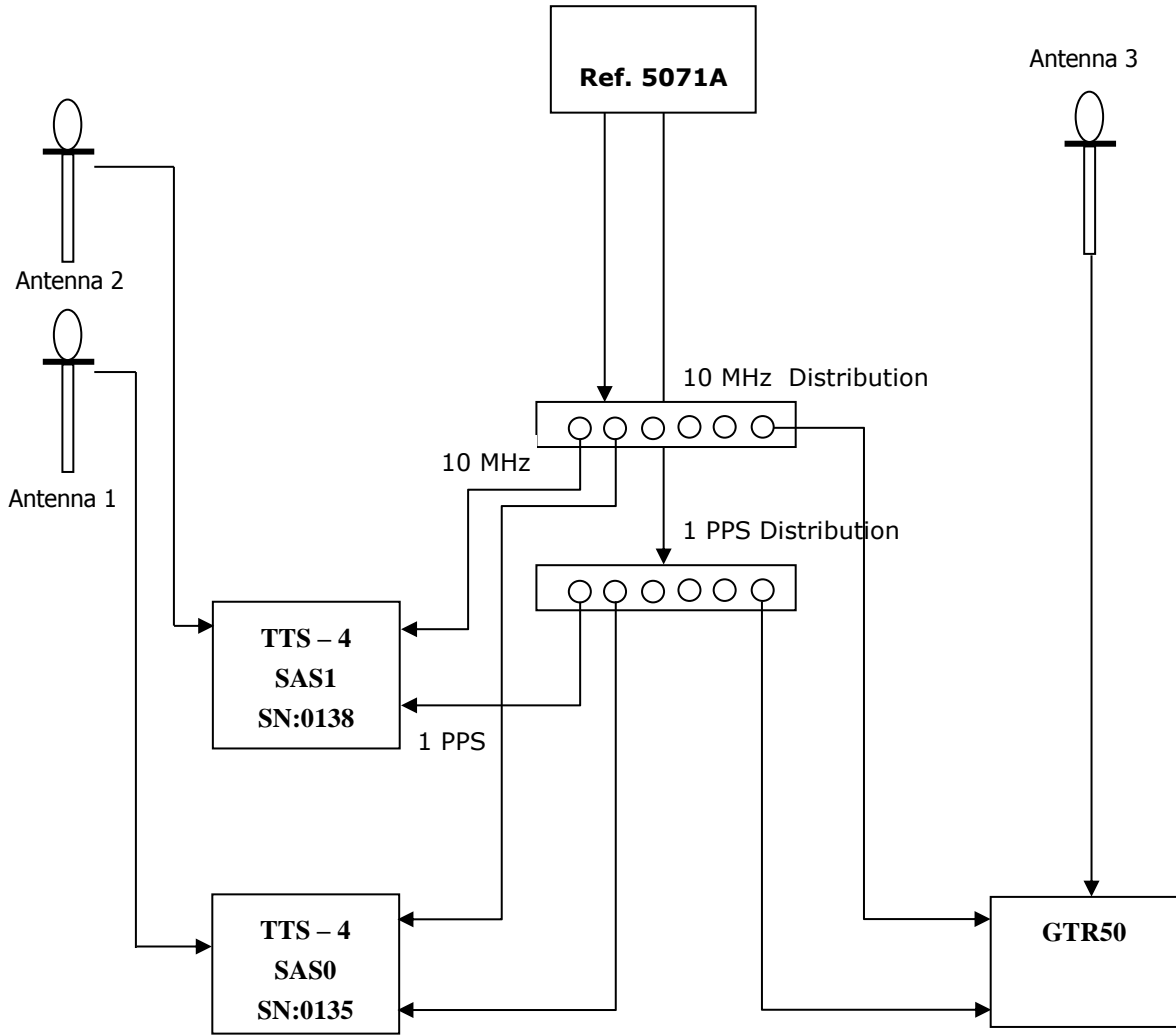 Ref. 5071A
Antenna 3
Antenna 2
10 MHz  Distribution
10 MHz
Antenna 1
1 PPS Distribution
TTS – 4
SAS1
SN:0138
1 PPS
TTS – 4
SAS0
SN:0135
GTR50